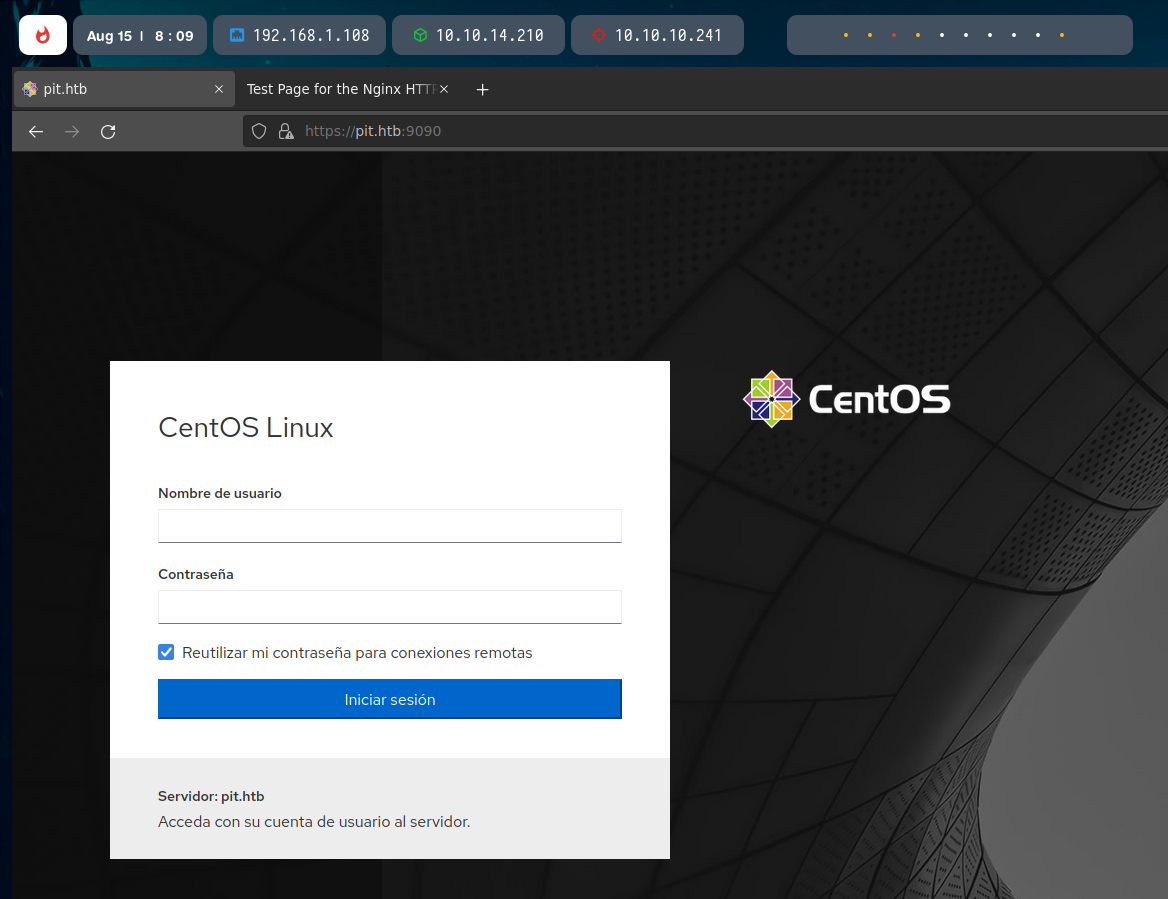 Aug 15 | 8 : 09
192.168.1.108
10.10.14.210
10.10.10.241
pit.htb
Test Page for the Nginx HTTP
https://pit.htb:9090
CentOS
CentOS Linux
Nombre de usuario
Contraseña
Reutilizar mi contraseña para conexiones remotas
Iniciar sesión
Servidor: pit.htb
Acceda con su cuenta de usuario al servidor.